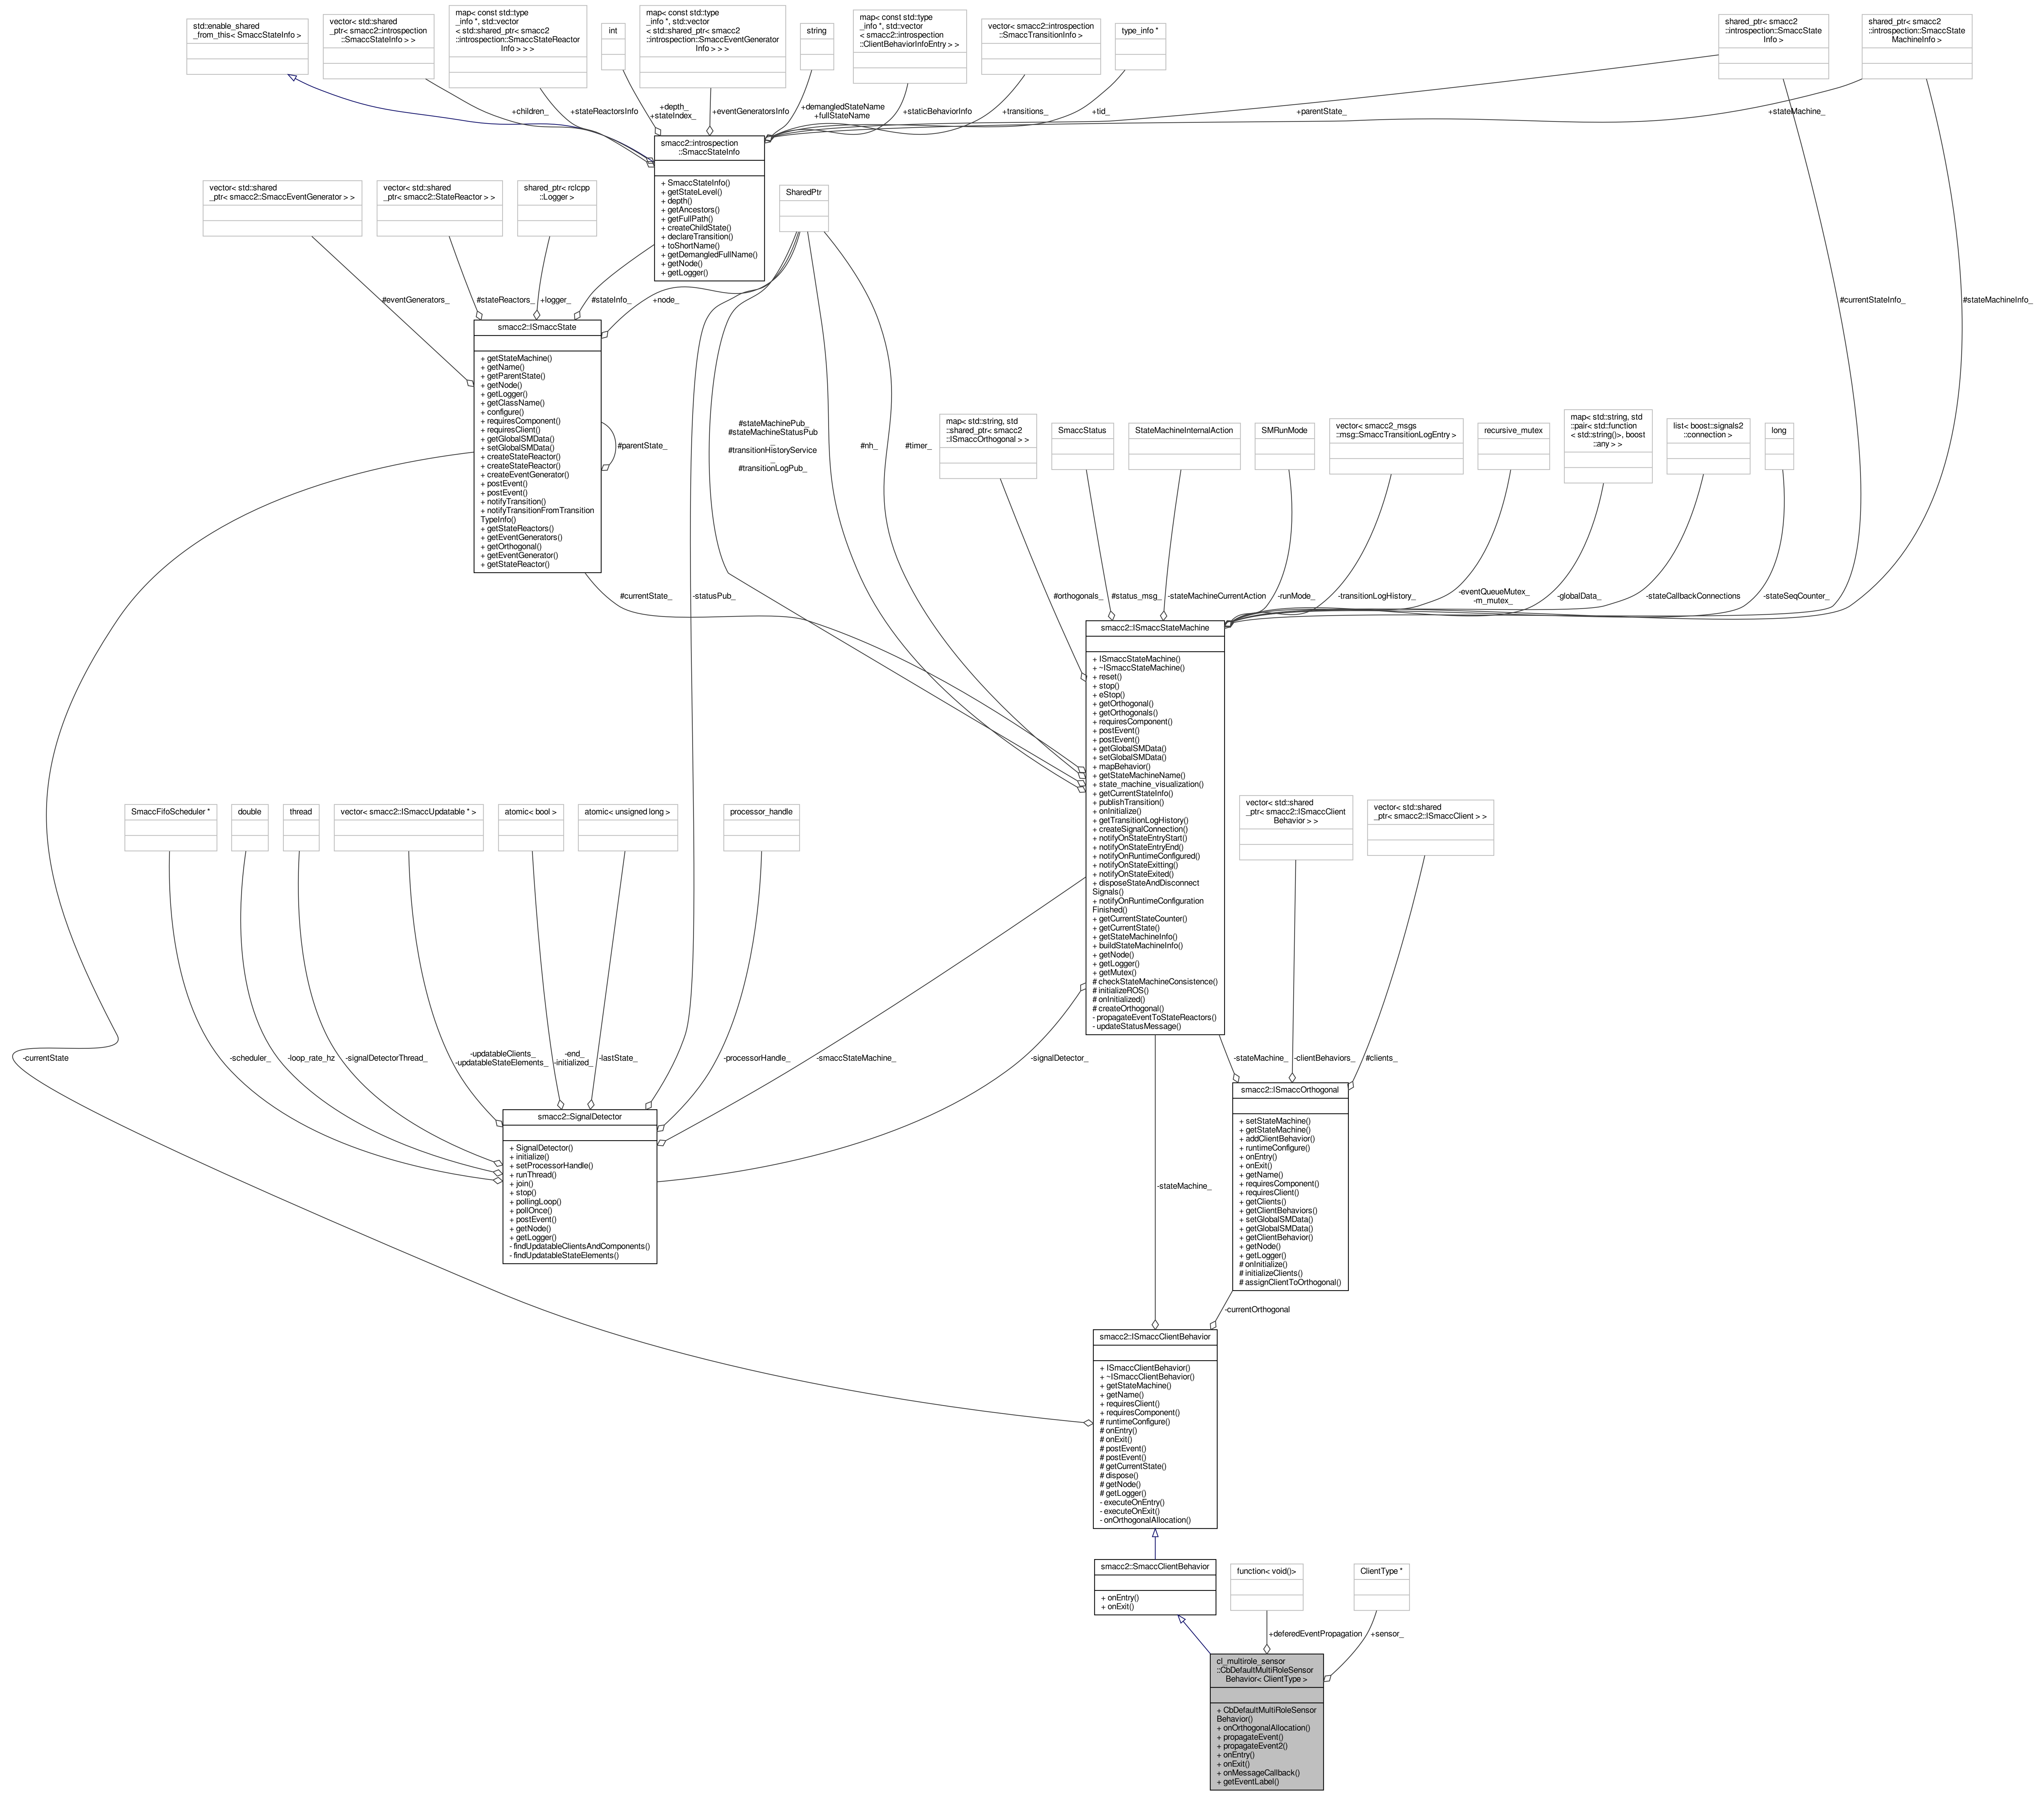 std::enable_shared
_from_this< SmaccStateInfo >
vector< std::shared
_ptr< smacc2::introspection
::SmaccStateInfo > >
map< const std::type
_info *, std::vector
< std::shared_ptr< smacc2
::introspection::SmaccStateReactor
Info > > >
int
map< const std::type
_info *, std::vector
< std::shared_ptr< smacc2
::introspection::SmaccEventGenerator
Info > > >
string
map< const std::type
_info *, std::vector
< smacc2::introspection
::ClientBehaviorInfoEntry > >
vector< smacc2::introspection
::SmaccTransitionInfo >
type_info *
shared_ptr< smacc2
::introspection::SmaccState
Info >
shared_ptr< smacc2
::introspection::SmaccState
MachineInfo >
+children_
+stateReactorsInfo
+depth_
+stateIndex_
+eventGeneratorsInfo
+demangledStateName
+fullStateName
+staticBehaviorInfo
+transitions_
+tid_
+parentState_
+stateMachine_
smacc2::introspection
::SmaccStateInfo
+ SmaccStateInfo()
+ getStateLevel()
+ depth()
+ getAncestors()
+ getFullPath()
+ createChildState()
+ declareTransition()
+ toShortName()
+ getDemangledFullName()
+ getNode()
+ getLogger()
vector< std::shared
_ptr< smacc2::SmaccEventGenerator > >
vector< std::shared
_ptr< smacc2::StateReactor > >
shared_ptr< rclcpp
::Logger >
SharedPtr
#eventGenerators_
#stateReactors_
+logger_
#stateInfo_
+node_
#currentStateInfo_
#stateMachineInfo_
smacc2::ISmaccState
+ getStateMachine()
+ getName()
+ getParentState()
+ getNode()
+ getLogger()
+ getClassName()
+ configure()
+ requiresComponent()
+ requiresClient()
+ getGlobalSMData()
+ setGlobalSMData()
+ createStateReactor()
+ createStateReactor()
+ createEventGenerator()
+ postEvent()
+ postEvent()
+ notifyTransition()
+ notifyTransitionFromTransition
TypeInfo()
+ getStateReactors()
+ getEventGenerators()
+ getOrthogonal()
+ getEventGenerator()
+ getStateReactor()
#parentState_
#stateMachinePub_
#stateMachineStatusPub
_
#transitionHistoryService
_
#transitionLogPub_
#nh_
#timer_
map< std::string, std
::shared_ptr< smacc2
::ISmaccOrthogonal > >
SmaccStatus
StateMachineInternalAction
SMRunMode
vector< smacc2_msgs
::msg::SmaccTransitionLogEntry >
recursive_mutex
map< std::string, std
::pair< std::function
< std::string()>, boost
::any > >
list< boost::signals2
::connection >
long
#currentState_
-statusPub_
#orthogonals_
#status_msg_
-stateMachineCurrentAction
-runMode_
-transitionLogHistory_
-eventQueueMutex_
-m_mutex_
-globalData_
-stateCallbackConnections
-stateSeqCounter_
smacc2::ISmaccStateMachine
+ ISmaccStateMachine()
+ ~ISmaccStateMachine()
+ reset()
+ stop()
+ eStop()
+ getOrthogonal()
+ getOrthogonals()
+ requiresComponent()
+ postEvent()
+ postEvent()
+ getGlobalSMData()
+ setGlobalSMData()
+ mapBehavior()
+ getStateMachineName()
+ state_machine_visualization()
+ getCurrentStateInfo()
+ publishTransition()
+ onInitialize()
+ getTransitionLogHistory()
+ createSignalConnection()
+ notifyOnStateEntryStart()
+ notifyOnStateEntryEnd()
+ notifyOnRuntimeConfigured()
+ notifyOnStateExitting()
+ notifyOnStateExited()
+ disposeStateAndDisconnect
Signals()
+ notifyOnRuntimeConfiguration
Finished()
+ getCurrentStateCounter()
+ getCurrentState()
+ getStateMachineInfo()
+ buildStateMachineInfo()
+ getNode()
+ getLogger()
+ getMutex()
# checkStateMachineConsistence()
# initializeROS()
# onInitialized()
# createOrthogonal()
- propagateEventToStateReactors()
- updateStatusMessage()
SmaccFifoScheduler *
double
thread
vector< smacc2::ISmaccUpdatable * >
atomic< bool >
atomic< unsigned long >
processor_handle
vector< std::shared
_ptr< smacc2::ISmaccClient
Behavior > >
vector< std::shared
_ptr< smacc2::ISmaccClient > >
-currentState
-scheduler_
-loop_rate_hz
-signalDetectorThread_
-updatableClients_
-updatableStateElements_
-end_
-initialized_
-lastState_
-processorHandle_
-smaccStateMachine_
-signalDetector_
-stateMachine_
-clientBehaviors_
#clients_
smacc2::SignalDetector
+ SignalDetector()
+ initialize()
+ setProcessorHandle()
+ runThread()
+ join()
+ stop()
+ pollingLoop()
+ pollOnce()
+ postEvent()
+ getNode()
+ getLogger()
- findUpdatableClientsAndComponents()
- findUpdatableStateElements()
smacc2::ISmaccOrthogonal
+ setStateMachine()
+ getStateMachine()
+ addClientBehavior()
+ runtimeConfigure()
+ onEntry()
+ onExit()
+ getName()
+ requiresComponent()
+ requiresClient()
+ getClients()
+ getClientBehaviors()
+ setGlobalSMData()
+ getGlobalSMData()
+ getClientBehavior()
+ getNode()
+ getLogger()
# onInitialize()
# initializeClients()
# assignClientToOrthogonal()
-stateMachine_
-currentOrthogonal
smacc2::ISmaccClientBehavior
+ ISmaccClientBehavior()
+ ~ISmaccClientBehavior()
+ getStateMachine()
+ getName()
+ requiresClient()
+ requiresComponent()
# runtimeConfigure()
# onEntry()
# onExit()
# postEvent()
# postEvent()
# getCurrentState()
# dispose()
# getNode()
# getLogger()
- executeOnEntry()
- executeOnExit()
- onOrthogonalAllocation()
smacc2::SmaccClientBehavior
+ onEntry()
+ onExit()
function< void()>
ClientType *
+deferedEventPropagation
+sensor_
cl_multirole_sensor
::CbDefaultMultiRoleSensor
Behavior< ClientType >
+ CbDefaultMultiRoleSensor
Behavior()
+ onOrthogonalAllocation()
+ propagateEvent()
+ propagateEvent2()
+ onEntry()
+ onExit()
+ onMessageCallback()
+ getEventLabel()